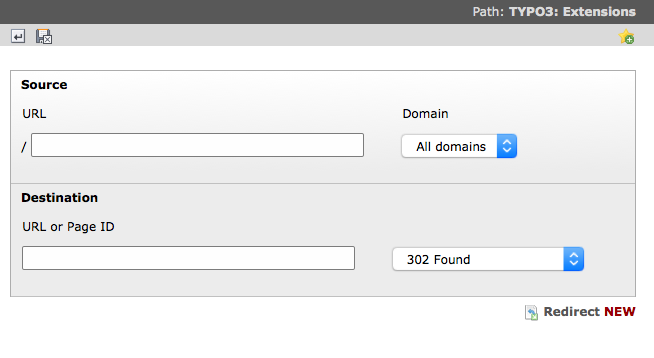 Path: TYPO3: Extensions
Source
URL Domain
/ All domains
Destination
URL or Page ID
302 Found
Redirect NEW